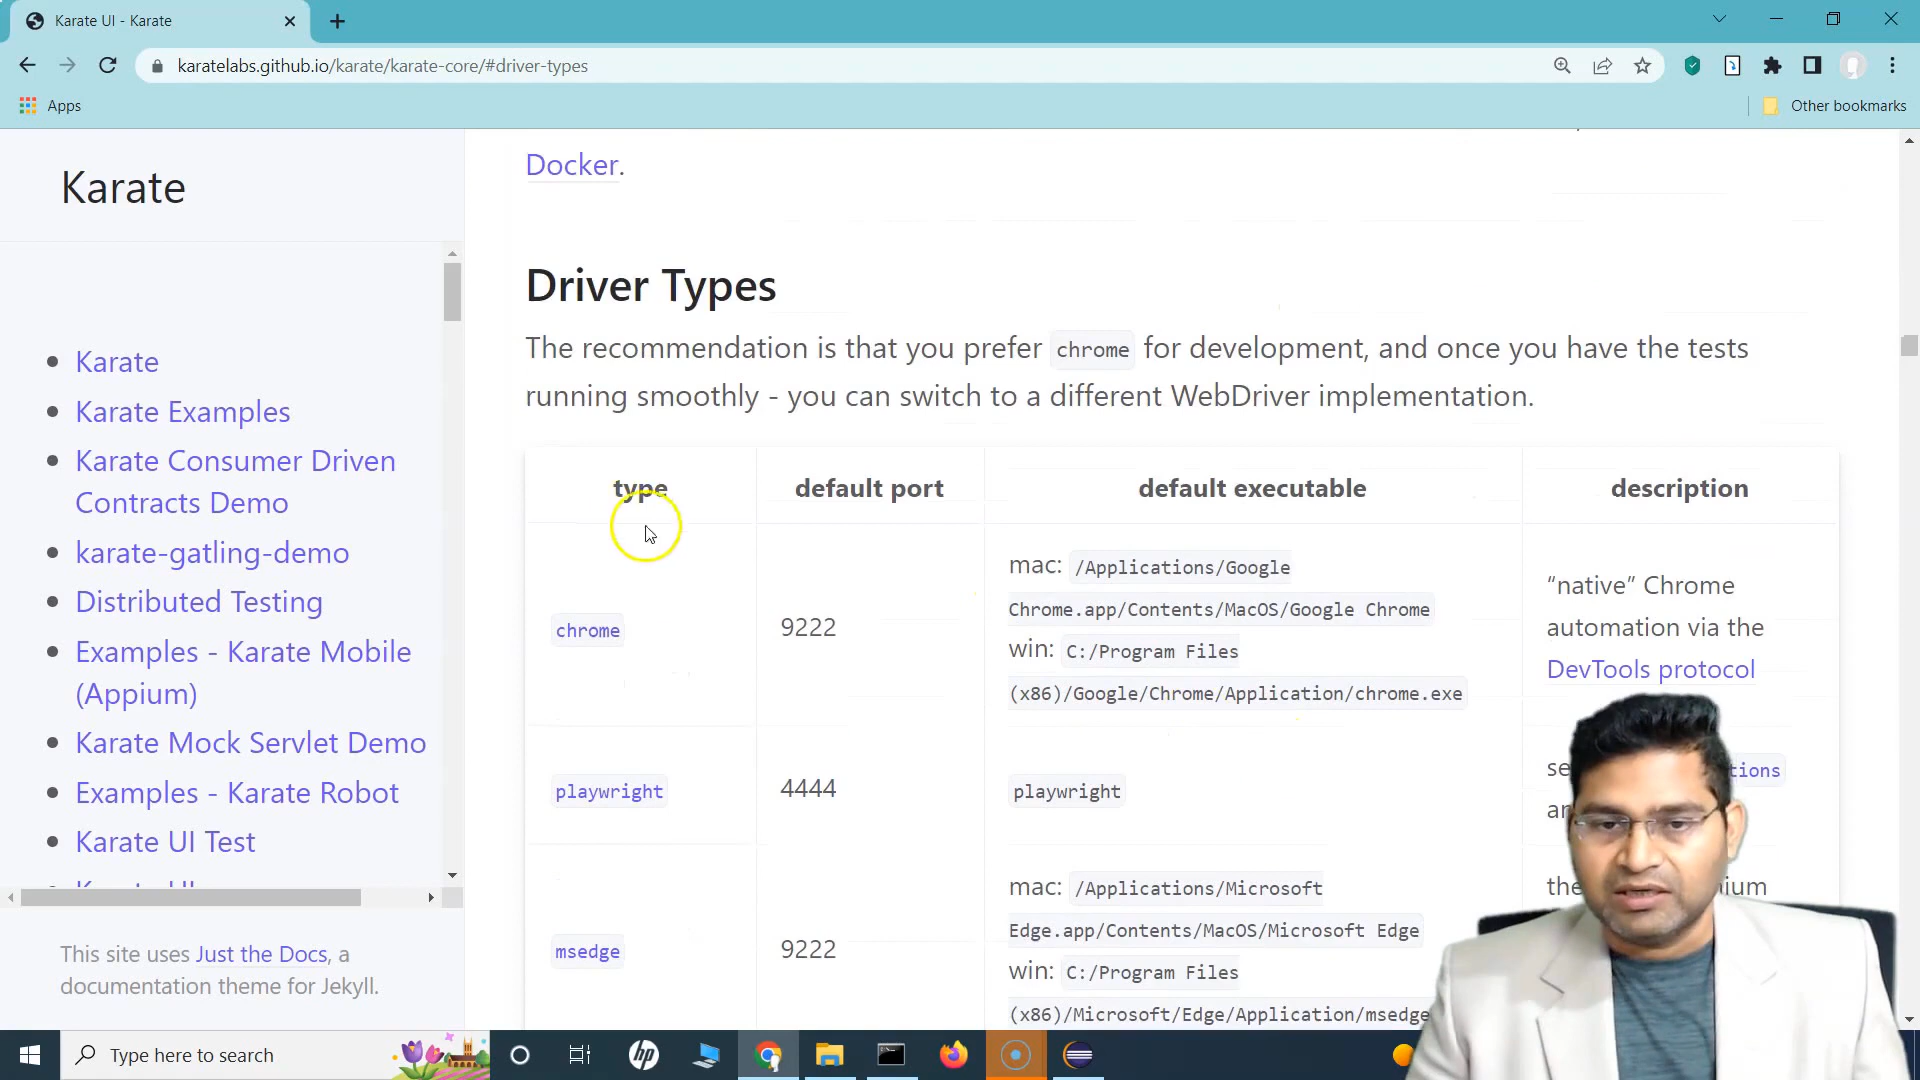 Karate UI - Karate
karatelabs.github.io/karate/karate-core/#driver-types
Apps
Other bookmarks
Karate
Karate
Karate Examples
Karate Consumer Driven
Contracts Demo
karate-gatling-demo
Distributed Testing
Examples - Karate Mobile
(Appium)
Karate Mock Servlet Demo
Examples - Karate Robot
Karate UI Test
This site uses Just the Docs, a
documentation theme for Jekyll.
Docker.
Driver Types
The recommendation is that you prefer chrome for development, and once you have the tests
running smoothly - you can switch to a different WebDriver implementation.
type default port default executable description
chrome 9222
mac: /Applications/Google
Chrome.app/Contents/MacOS/Google Chrome
win: C:/Program Files
(x86)/Google/Chrome/Application/chrome.exe
“native” Chrome
automation via the
DevTools protocol
playwright 4444 playwright
msedge 9222
mac: /Applications/Microsoft
Edge.app/Contents/MacOS/Microsoft Edge
win: C:/Program Files
(x86)/Microsoft/Edge/Application/msedge
Type here to search
hp